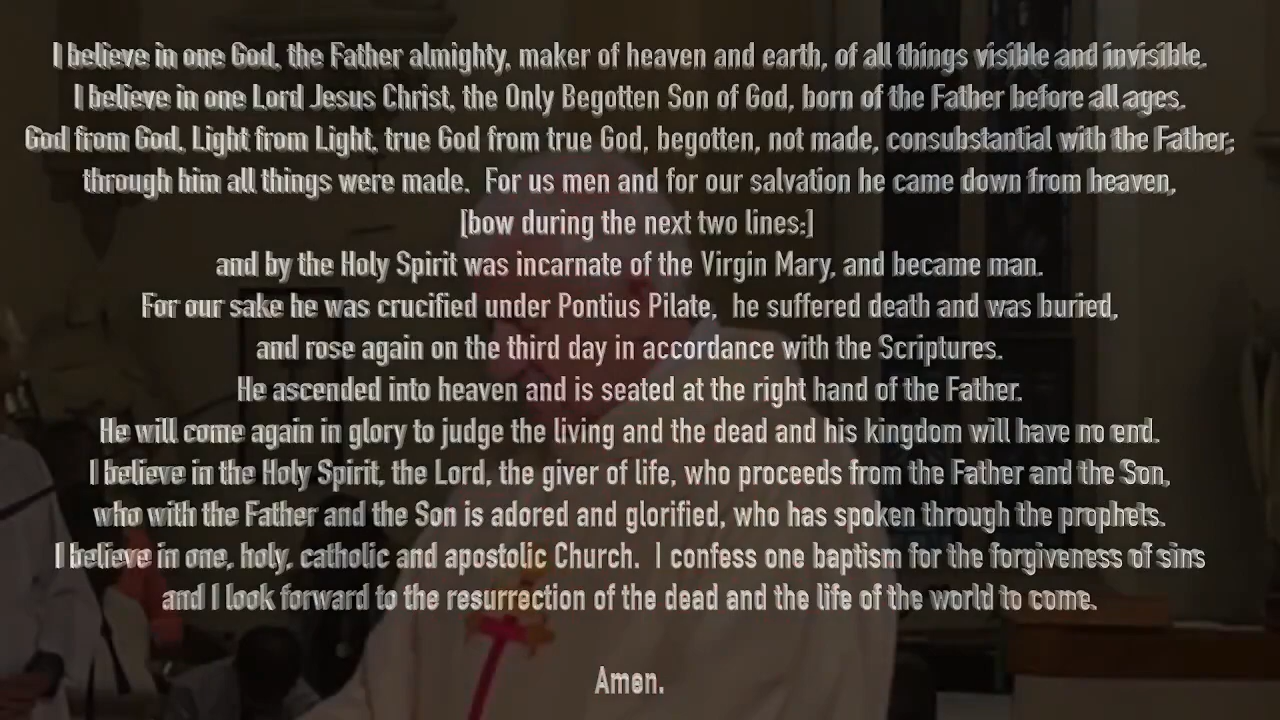 I believe in one God, the Father almighty, maker of heaven and earth, of all things visible and invisible.
I believe in one Lord Jesus Christ, the Only Begotten Son of God, born of the Father before all ages.
God from God, Light from Light, true God from true God, begotten, not made, consubstantial with the Father;
through him all things were made.  For us men and for our salvation he came down from heaven,
[bow during the next two lines:]
and by the Holy Spirit was incarnate of the Virgin Mary, and became man.
For our sake he was crucified under Pontius Pilate,  he suffered death and was buried,
and rose again on the third day in accordance with the Scriptures.
He ascended into heaven and is seated at the right hand of the Father.
He will come again in glory to judge the living and the dead and his kingdom will have no end.
I believe in the Holy Spirit, the Lord, the giver of life, who proceeds from the Father and the Son,
who with the Father and the Son is adored and glorified, who has spoken through the prophets.
I believe in one, holy, catholic and apostolic Church.  I confess one baptism for the forgiveness of sins
and I look forward to the resurrection of the dead and the life of the world to come.
Amen.